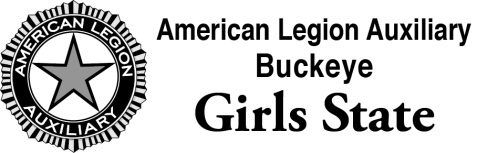 AMERICAN LEGION
AUXILIARY
American Legion Auxiliary
Buckeye
Girls State